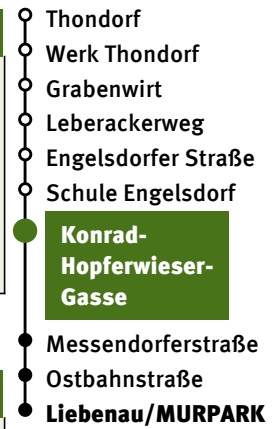 Thondorf
Werk Thondorf
Grabenwirt
Leberackerweg
Engelsdorfer Straße
Schule Engelsdorf
Konrad-
Hopferwieser-
Gasse
Messendorferstraße
Ostbahnstraße
Liebenau/MURPARK